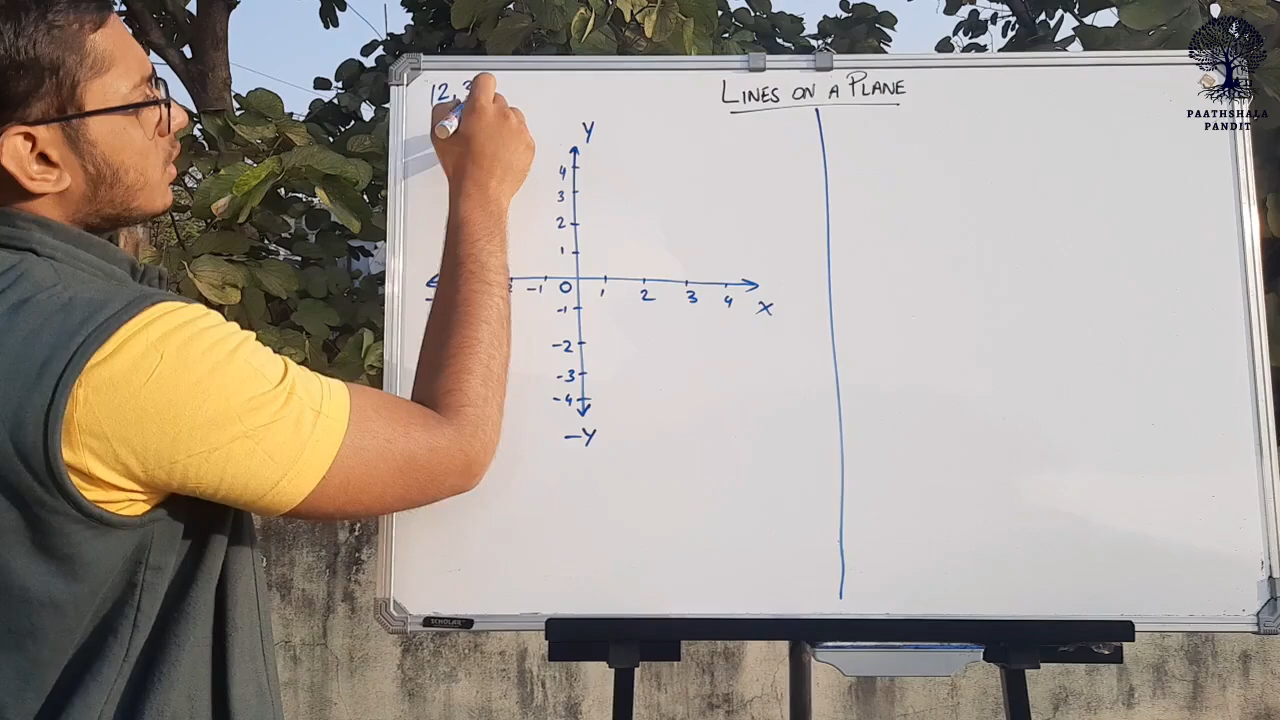 LINES ON A PLANE
PAATHSHALA
PANDIT
Y
4
3
2
1
-1 O 1 2 3 4
X
-1
-2
-3
-4
-Y
SCHOLAR